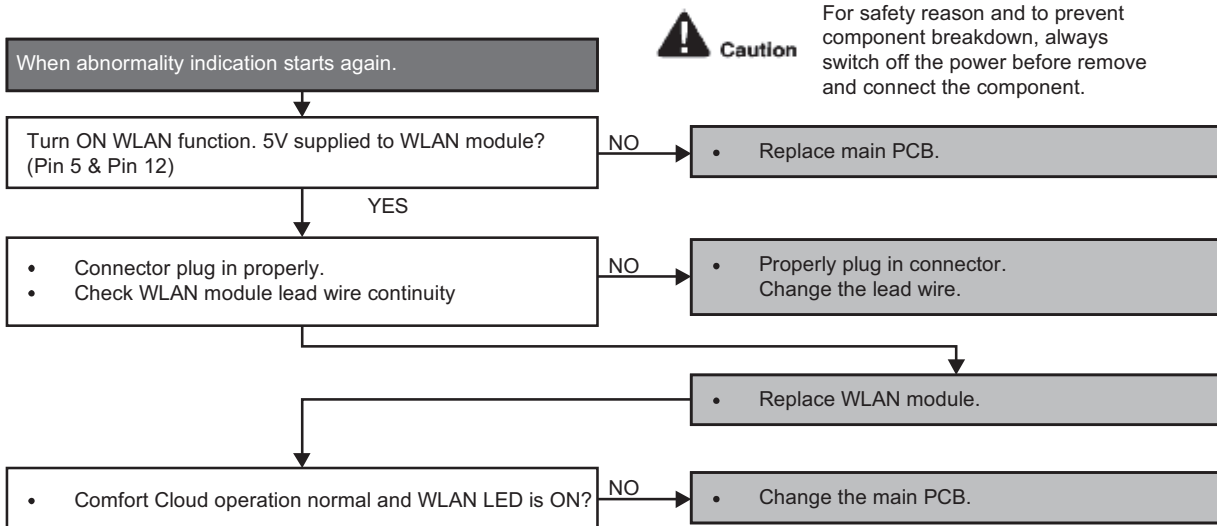 Caution
For safety reason and to prevent
component breakdown, always
switch off the power before remove
and connect the component.
When abnormality indication starts again.
Turn ON WLAN function. 5V supplied to WLAN module?
(Pin 5 & Pin 12)
NO
• Replace main PCB.
YES
• Connector plug in properly.
• Check WLAN module lead wire continuity
NO
• Properly plug in connector.
Change the lead wire.
• Replace WLAN module.
• Comfort Cloud operation normal and WLAN LED is ON?
NO
• Change the main PCB.